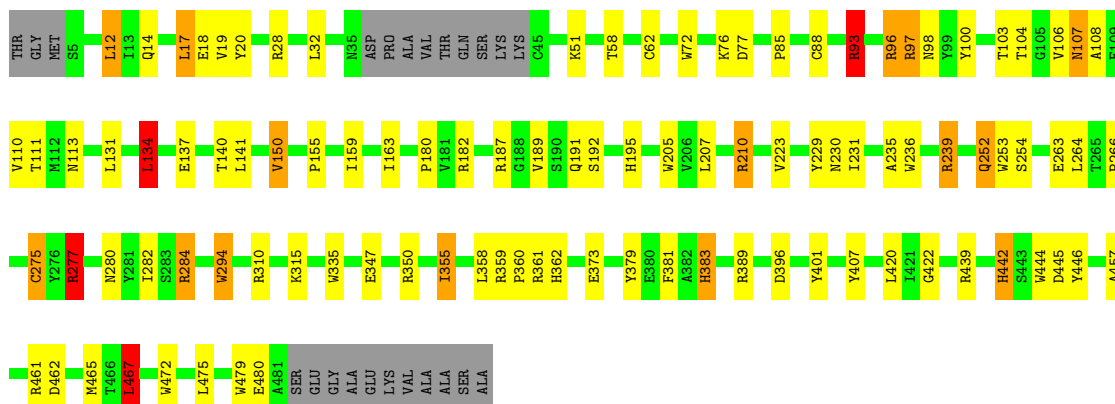 THR GLY MET S5 L12 I13 Q14 L17 E18 V19 Y20 R28 L32 N35 ASP PRO ALA VAL THR GLN SER LYS LYS C45 K51 T58 C62 W72 K76 D77 P85 C88 R93 R96 R97 N98 Y99 Y100 T103 T104 G105 V106 N107 A108 E109
V110 T111 M112 N113 L131 L134 E137 T140 L141 V150 P155 I159 I163 P180 V181 R182 R187 G188 V189 S190 Q191 S192 H195 W205 V206 L207 R210 V223 Y229 N230 I231 A235 W236 R239 Q252 W253 S254 E263 L264 T265
C275 Y276 R277 N280 Y281 I282 S283 R284 W294 R310 K315 W335 E347 R350 I355 L358 R359 P360 R361 H362 E373 Y379 E380 F381 A382 H383 R389 D396 Y401 Y407 L420 I421 G422 R439 H442 S443 W444 D445 Y446 A457
R461 D462 M465 T466 L467 W472 L475 W479 E480 A481 SER GLU GLY ALA GLU LYS VAL ALA ALA SER ALA